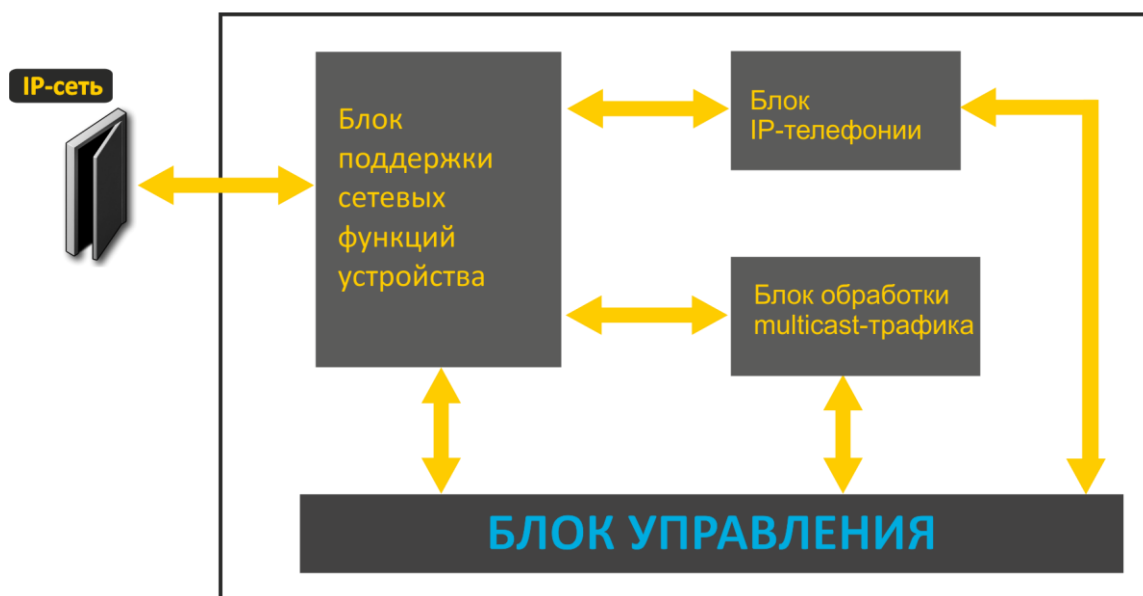 IP-сеть
Блок
поддержки
сетевых
функций
устройства
Блок
IP-телефонии
Блок обработки
multicast-трафика
БЛОК УПРАВЛЕНИЯ